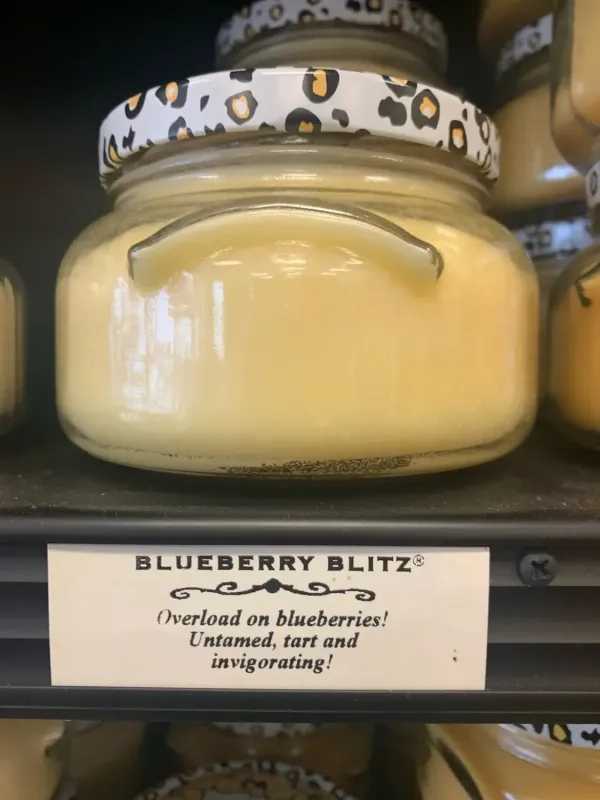 BLUEBERRY BLITZ®
Overload on blueberries!
Untamed, tart and
invigorating!